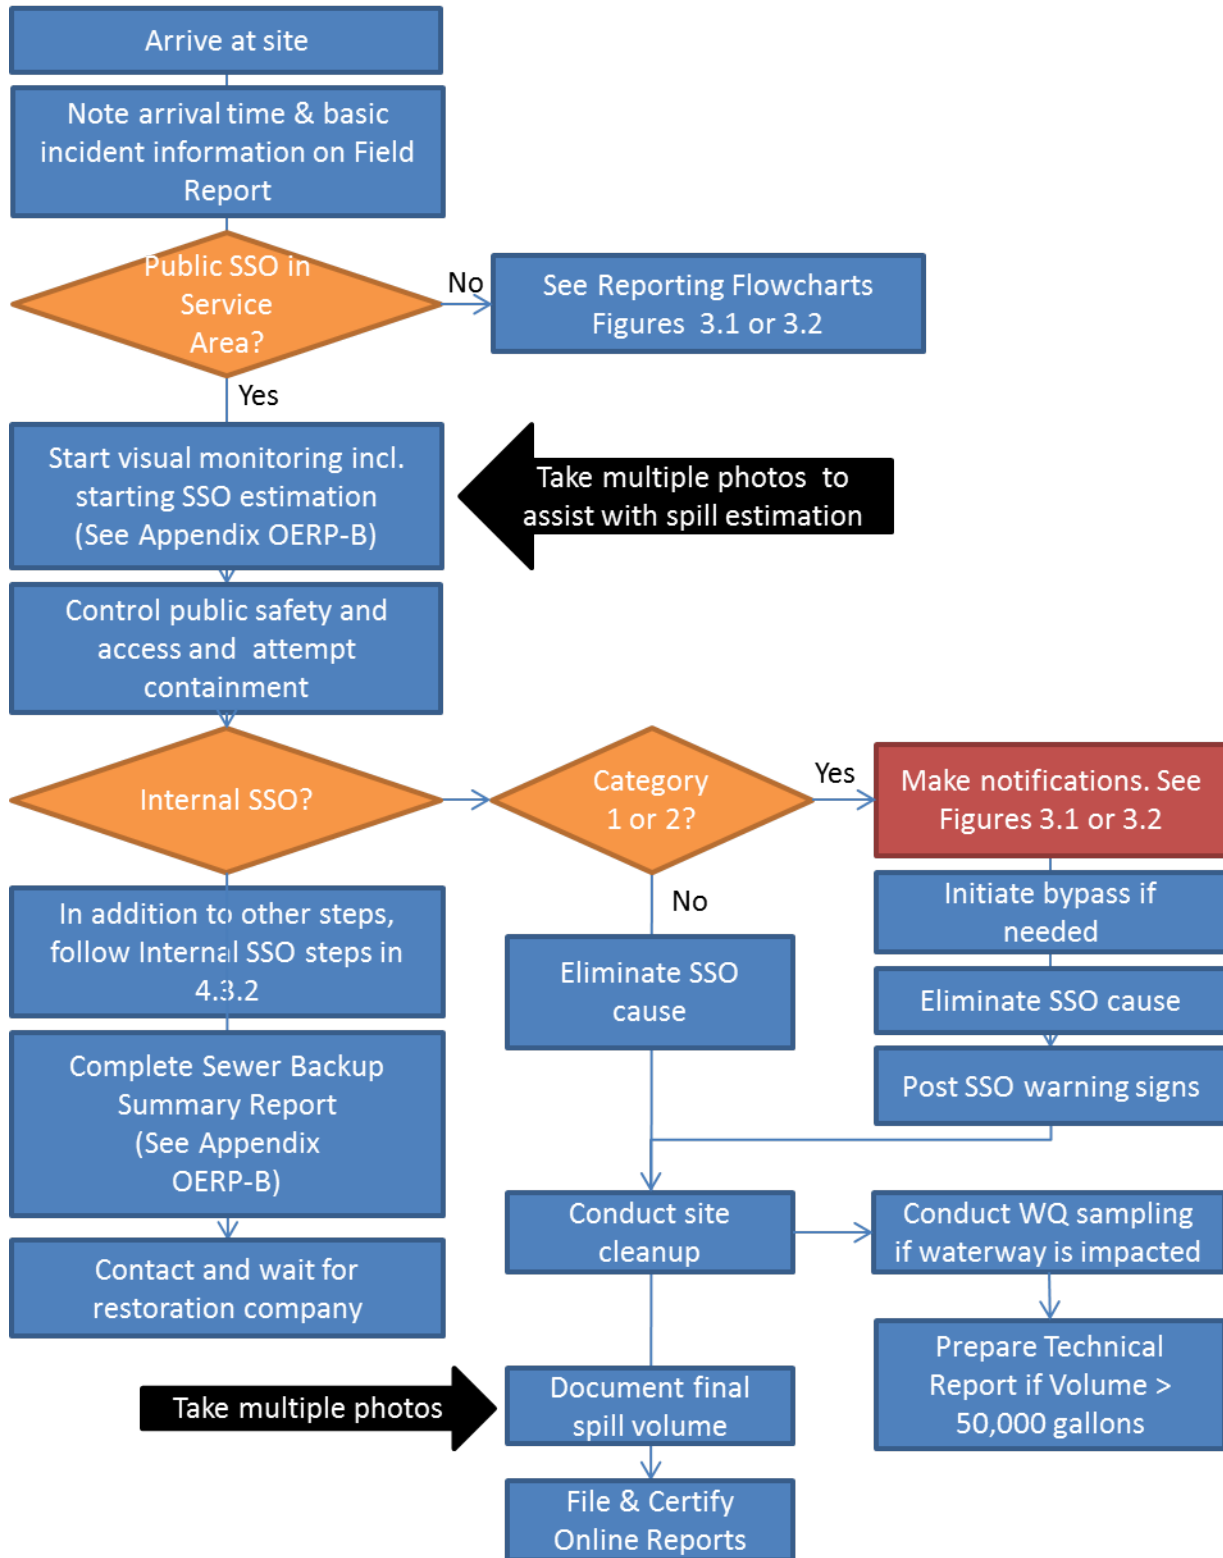 Arrive at site
Note arrival time & basic
incident information on Field
Report
Public SSO in
Service
Area?
No
See Reporting Flowcharts
Figures 3.1 or 3.2
Yes
Start visual monitoring incl.
starting SSO estimation
(See Appendix OERP-B)
Take multiple photos to
assist with spill estimation
Control public safety and
access and attempt
containment
Internal SSO?
Category
1 or 2?
Yes
Make notifications. See
Figures 3.1 or 3.2
No
In addition to other steps,
follow Internal SSO steps in
4.3.2
Initiate bypass if
needed
Eliminate SSO
cause
Eliminate SSO cause
Complete Sewer Backup
Summary Report
(See Appendix
OERP-B)
Post SSO warning signs
Conduct site
cleanup
Conduct WQ sampling
if waterway is impacted
Contact and wait for
restoration company
Prepare Technical
Report if Volume >
50,000 gallons
Take multiple photos
Document final
spill volume
File & Certify
Online Reports